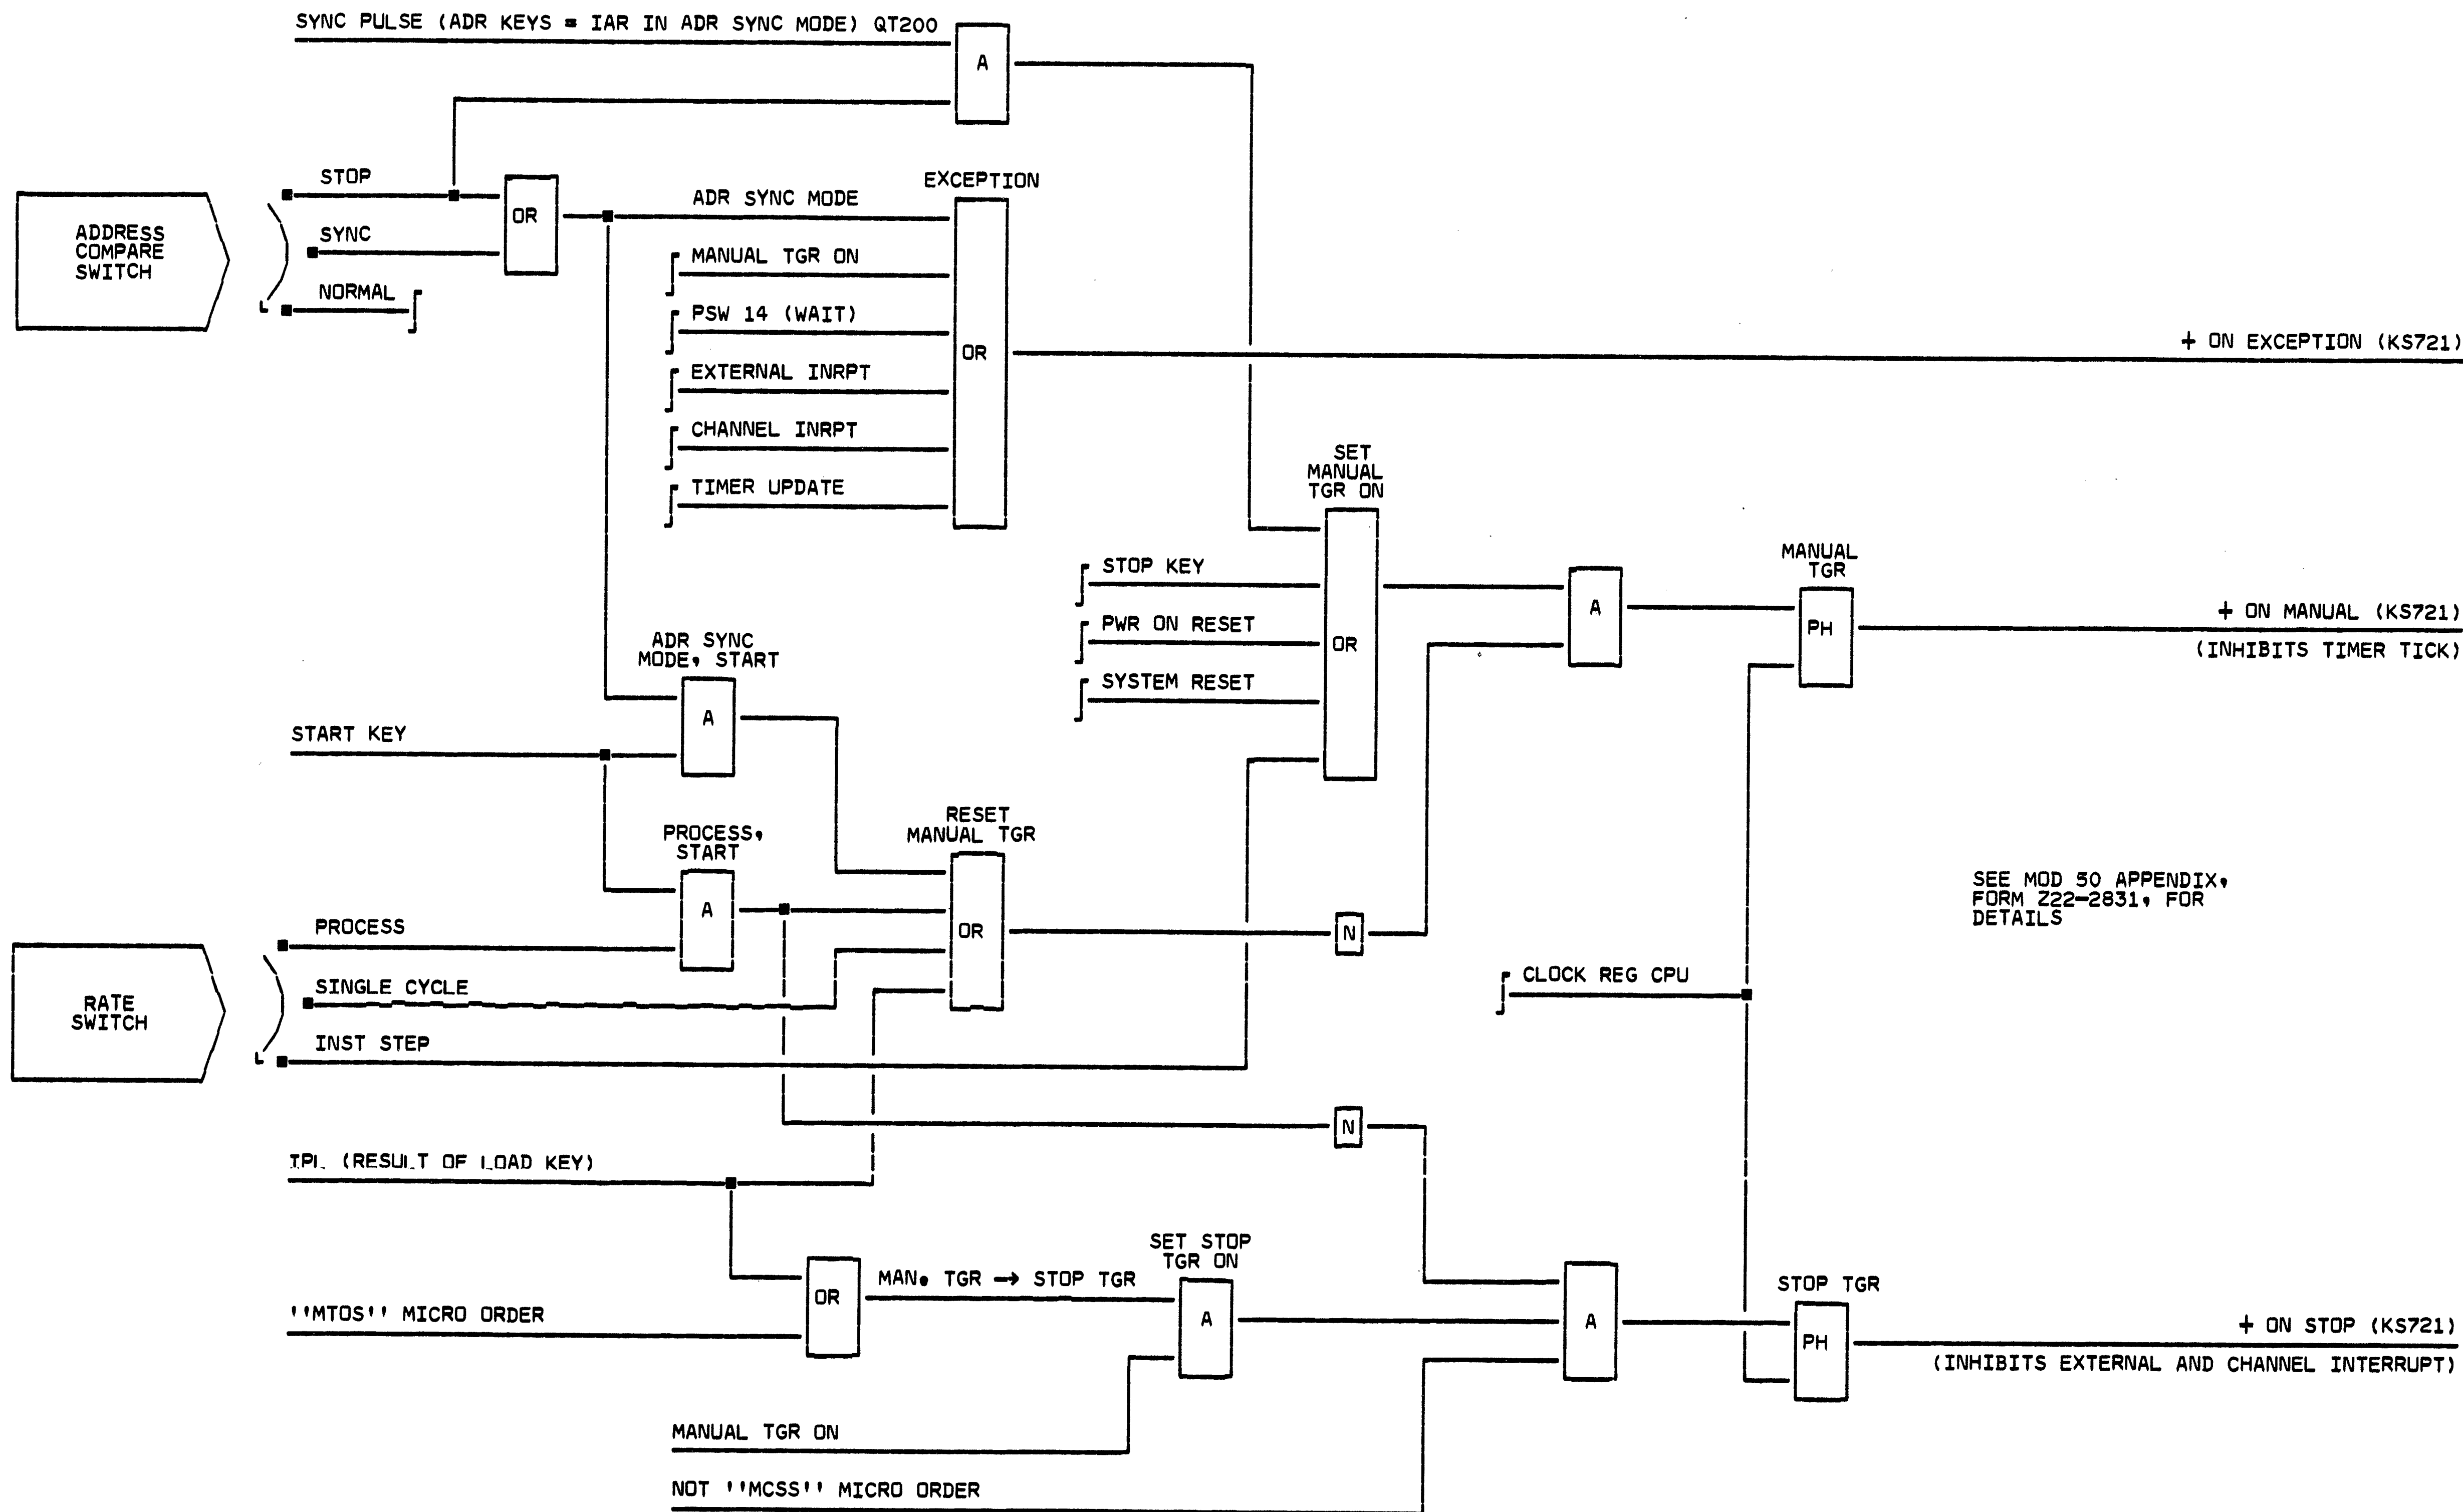 SYNC PULSE (ADR KEYS = IAR IN ADR SYNC MODE) QT200
A
STOP
SYNC
NORMAL
ADDRESS
COMPARE
SWITCH
OR
ADR SYNC MODE
EXCEPTION
MANUAL TGR ON
PSW 14 (WAIT)
EXTERNAL INRPT
CHANNEL INRPT
TIMER UPDATE
OR
+ ON EXCEPTION (KS721)
SET
MANUAL
TGR ON
STOP KEY
PWR ON RESET
SYSTEM RESET
OR
A
MANUAL
TGR
PH
+ ON MANUAL (KS721)
(INHIBITS TIMER TICK)
ADR SYNC
MODE, START
A
START KEY
PROCESS,
START
A
RESET
MANUAL TGR
OR
N
PROCESS
SINGLE CYCLE
INST STEP
RATE
SWITCH
SEE MOD 50 APPENDIX,
FORM Z22-2831, FOR
DETAILS
CLOCK REG CPU
N
IPL (RESULT OF LOAD KEY)
OR
MAN. TGR → STOP TGR
SET STOP
TGR ON
A
A
STOP TGR
PH
''MTOS'' MICRO ORDER
+ ON STOP (KS721)
(INHIBITS EXTERNAL AND CHANNEL INTERRUPT)
MANUAL TGR ON
NOT ''MCSS'' MICRO ORDER